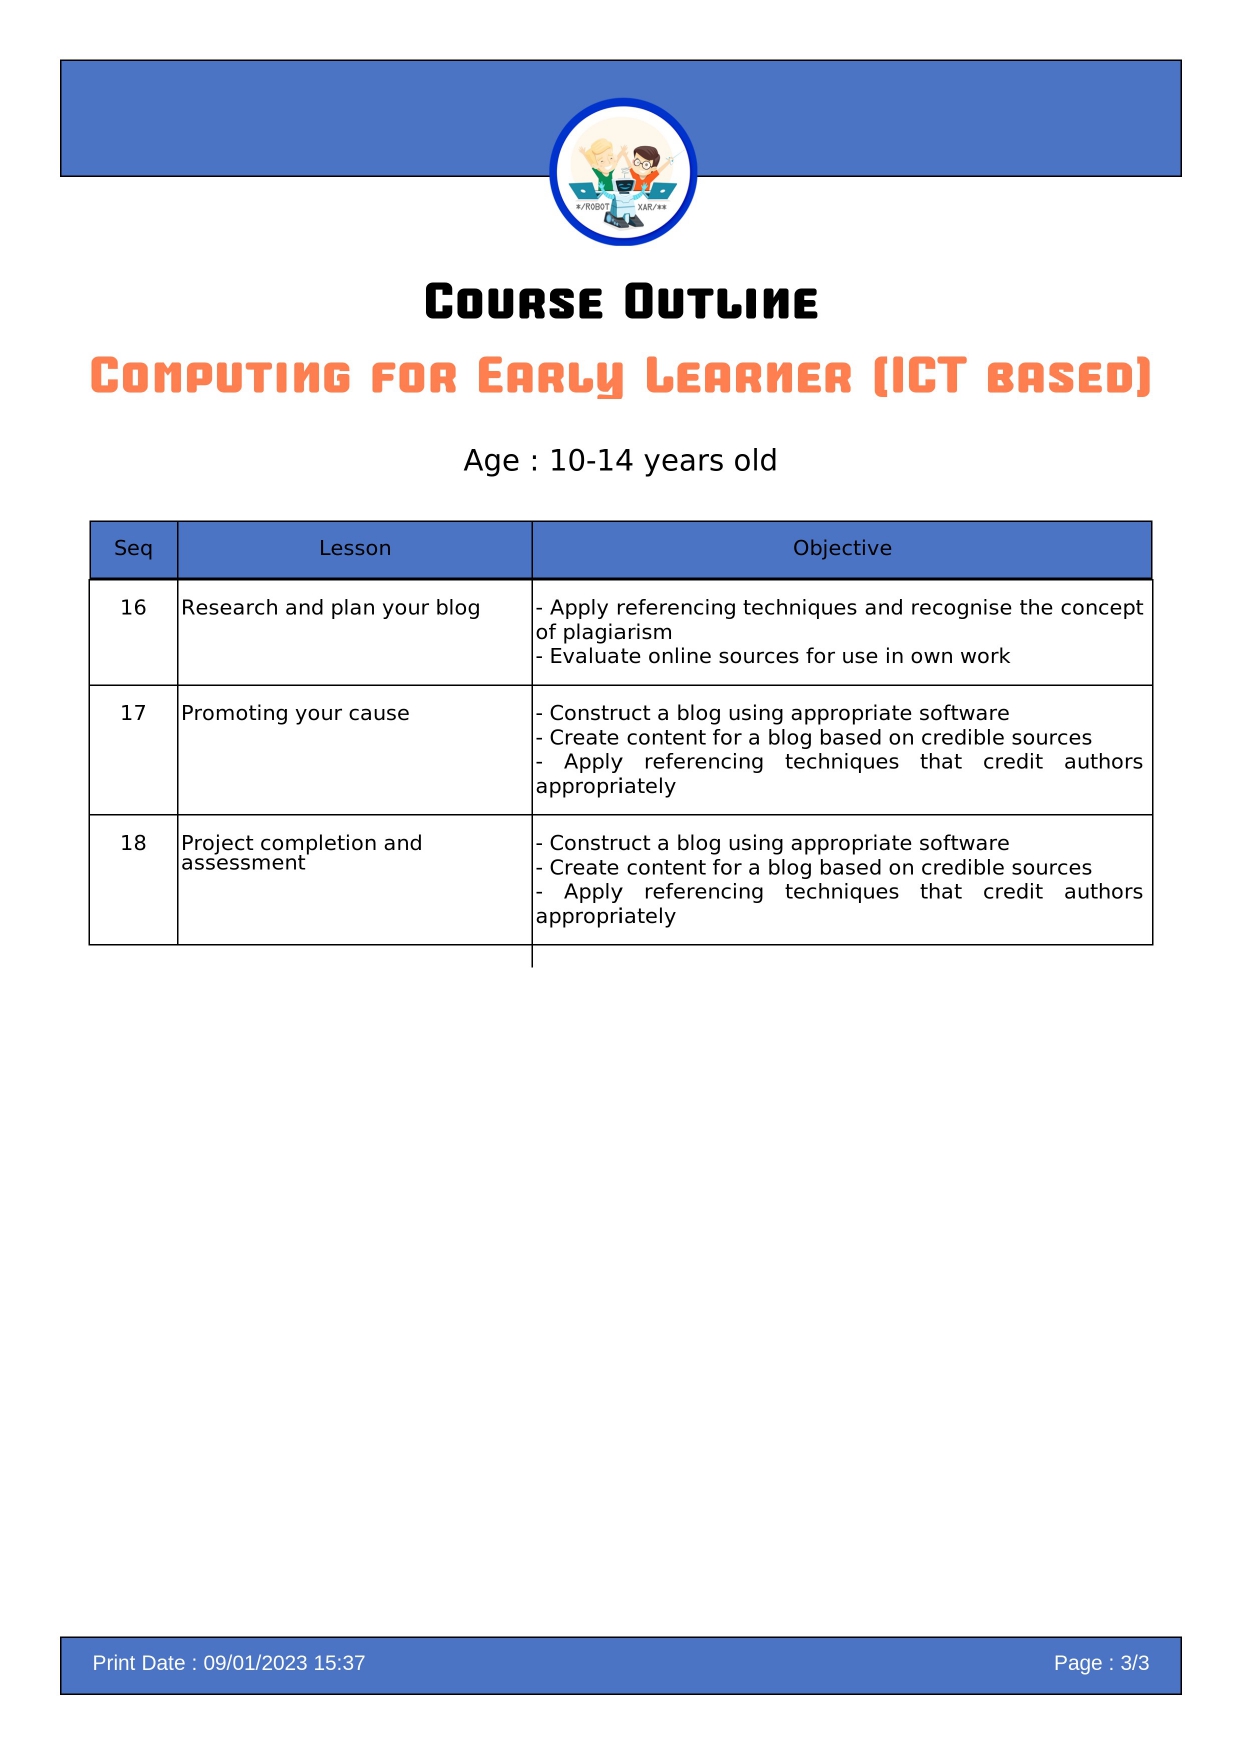 */ROBOT XAR/**
Course Outline
Computing for Early Learner (ICT based)
Age : 10-14 years old
Seq Lesson Objective
16 Research and plan your blog - Apply referencing techniques and recognise the concept
of plagiarism
- Evaluate online sources for use in own work
17 Promoting your cause - Construct a blog using appropriate software
- Create content for a blog based on credible sources
- Apply referencing techniques that credit authors
appropriately
18 Project completion and - Construct a blog using appropriate software
assessment - Create content for a blog based on credible sources
- Apply referencing techniques that credit authors
appropriately
Print Date : 09/01/2023 15:37 Page : 3/3